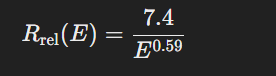 R_rel(E) = 7.4 / E^0.59